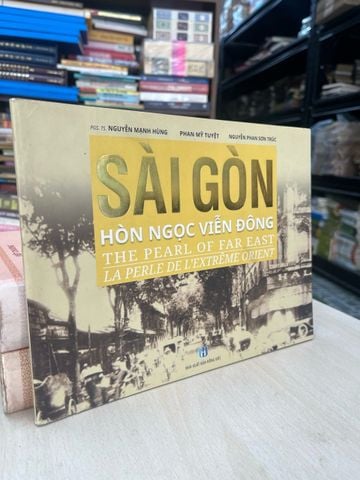 PGS. TS. NGUYỄN MẠNH HÙNG PHAN MỸ TUYỆT NGUYỄN PHAN SƠN TRÚC
SÀI GÒN
HÒN NGỌC VIỄN ĐÔNG
THE PEARL OF FAR EAST
LA PERLE DE L'EXTRÊME ORIENT